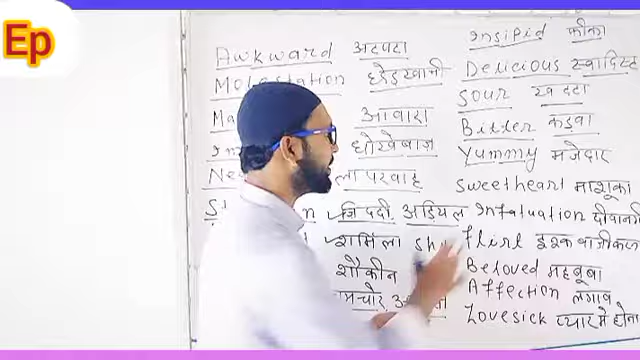 Ep
Awkward अटपटा
Molestation छेड़खानी
आवारा
धोखेबाज
लापरवाह
जिद्दी अडियल
शर्मिला
शौकीन
Insipid फीका
Delicious स्वादिस्ट
Sour खट्टा
Bitter कड़वा
Yummy मजेदार
Sweetheart माशूका
Infatuation दीवानगी
flirt इश्कबाजी करना
Beloved महबूबा
Affection लगाव
Lovesick प्यार मे होना